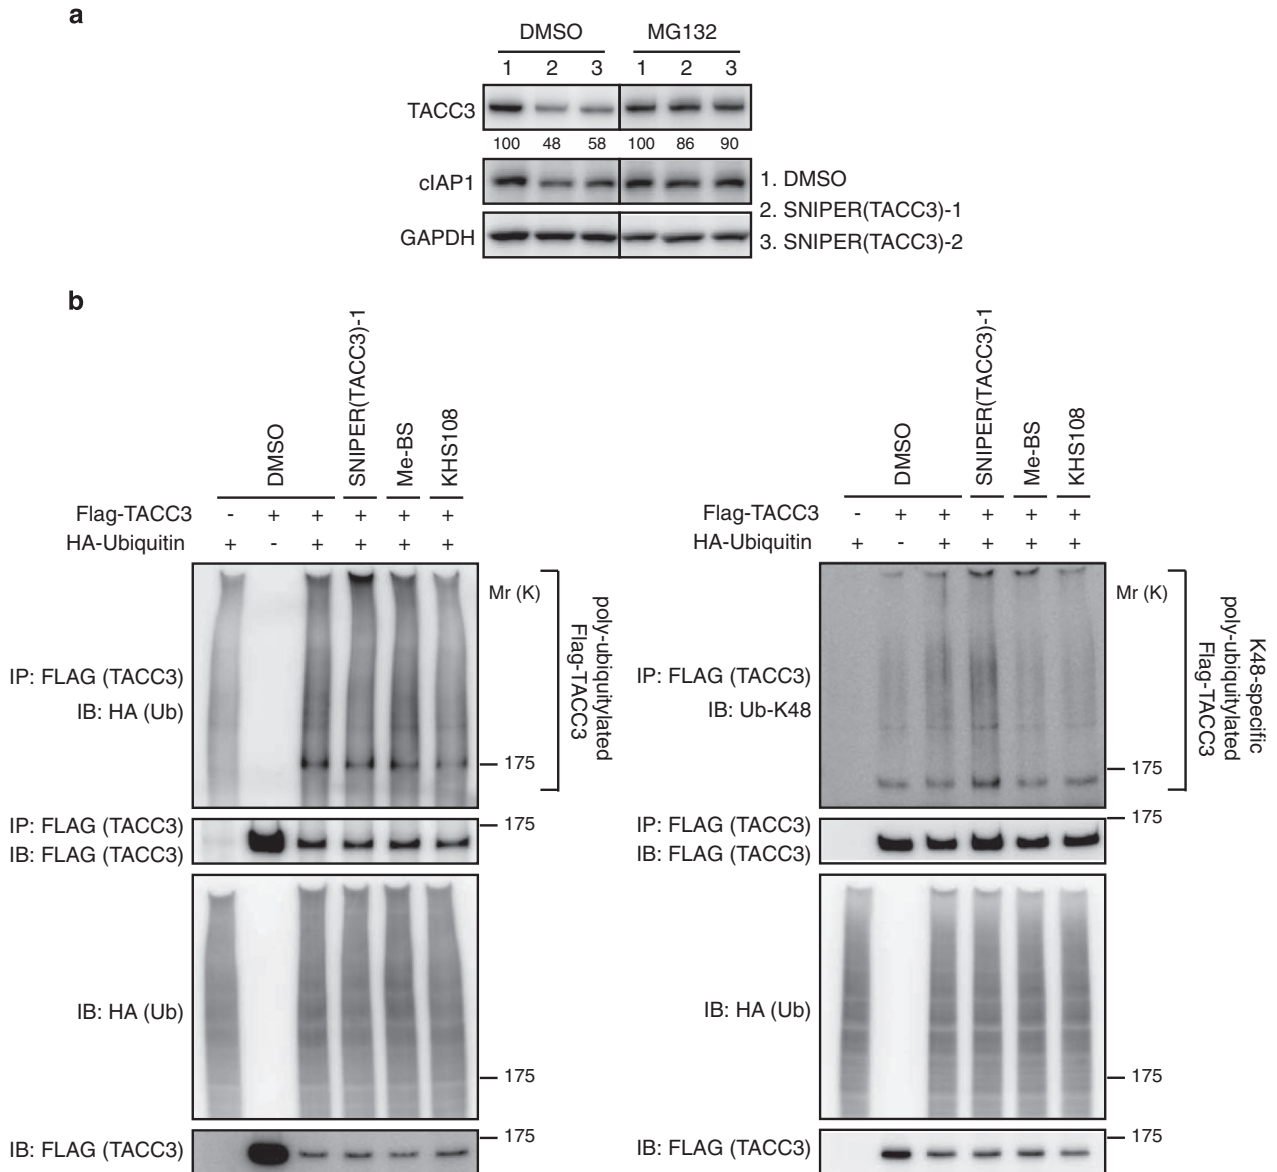 a
DMSO MG132
1 2 3 1 2 3
TACC3
100 48 58 100 86 90
cIAP1
GAPDH
1. DMSO
2. SNIPER(TACC3)-1
3. SNIPER(TACC3)-2
b
DMSO
SNIPER(TACC3)-1
Me-BS
KHS108
Flag-TACC3 - + + + + +
HA-Ubiquitin + - + + + +
Mr (K)
IP: FLAG (TACC3)
IB: HA (Ub)
175
poly-ubiquitylated
Flag-TACC3
IP: FLAG (TACC3)
IB: FLAG (TACC3)
175
IB: HA (Ub)
175
IB: FLAG (TACC3)
175
DMSO
SNIPER(TACC3)-1
Me-BS
KHS108
Flag-TACC3 - + + + + +
HA-Ubiquitin + - + + + +
Mr (K)
IP: FLAG (TACC3)
IB: Ub-K48
175
K48-specific
poly-ubiquitylated
Flag-TACC3
IP: FLAG (TACC3)
IB: FLAG (TACC3)
175
IB: HA (Ub)
175
IB: FLAG (TACC3)
175